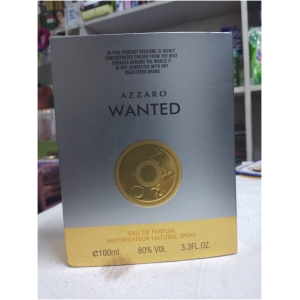 IN THIS PRODUCT PERFUME IS HIGHLY
CONCENTRATED CHOSEN FROM THE BEST
SOURCES AROUND THE WORLD IT
IS NOT CONNECTED WITH ANY
REGISTERED BRAND
AZZARO
WANTED
EAU DE PARFUM
VAPORISATEUR NATURAL SPRAY
e100ml. 80% VOL. 3.3FL.OZ.